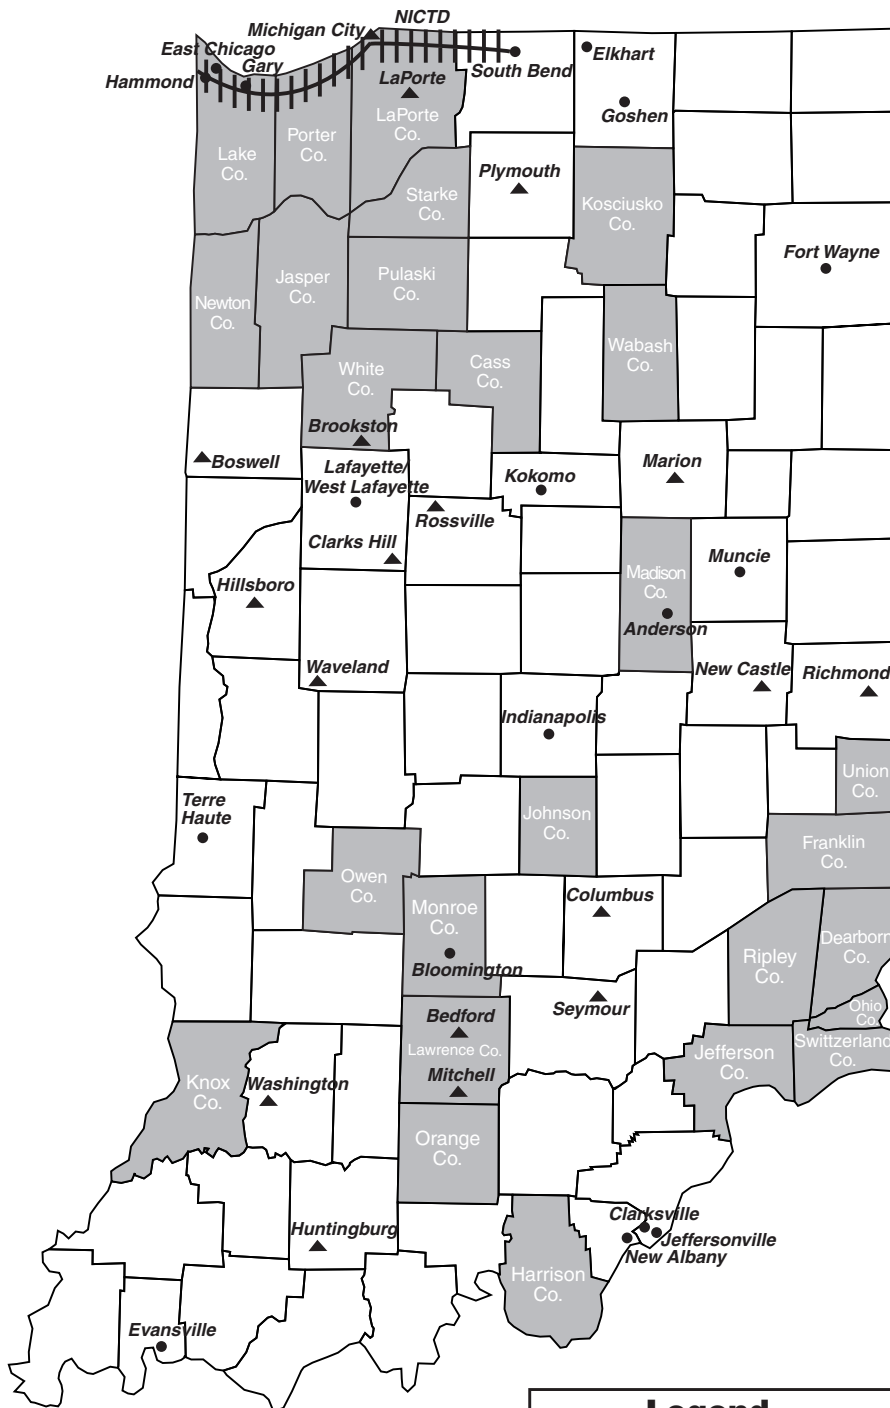 NICTD
Michigan City
East Chicago
Gary
Hammond
South Bend
Elkhart
Goshen
LaPorte
LaPorte
Co.
Lake
Co.
Porter
Co.
Plymouth
Starke
Co.
Kosciusko
Co.
Fort Wayne
Newton
Co.
Jasper
Co.
Pulaski
Co.
White
Co.
Cass
Co.
Wabash
Co.
Brookston
Boswell
Lafayette/
West Lafayette
Kokomo
Marion
Rossville
Clarks Hill
Hillsboro
Madison
Co.
Anderson
Muncie
Waveland
New Castle
Richmond
Indianapolis
Union
Co.
Terre
Haute
Johnson
Co.
Franklin
Co.
Owen
Co.
Monroe
Co.
Bloomington
Columbus
Ripley
Co.
Dearborn
Co.
Ohio
Co.
Seymour
Bedford
Lawrence Co.
Mitchell
Jefferson
Co.
Swittzerland
Co.
Knox
Co.
Washington
Orange
Co.
Huntingburg
Clarksville
Jeffersonville
New Albany
Harrison
Co.
Evansville
Legend